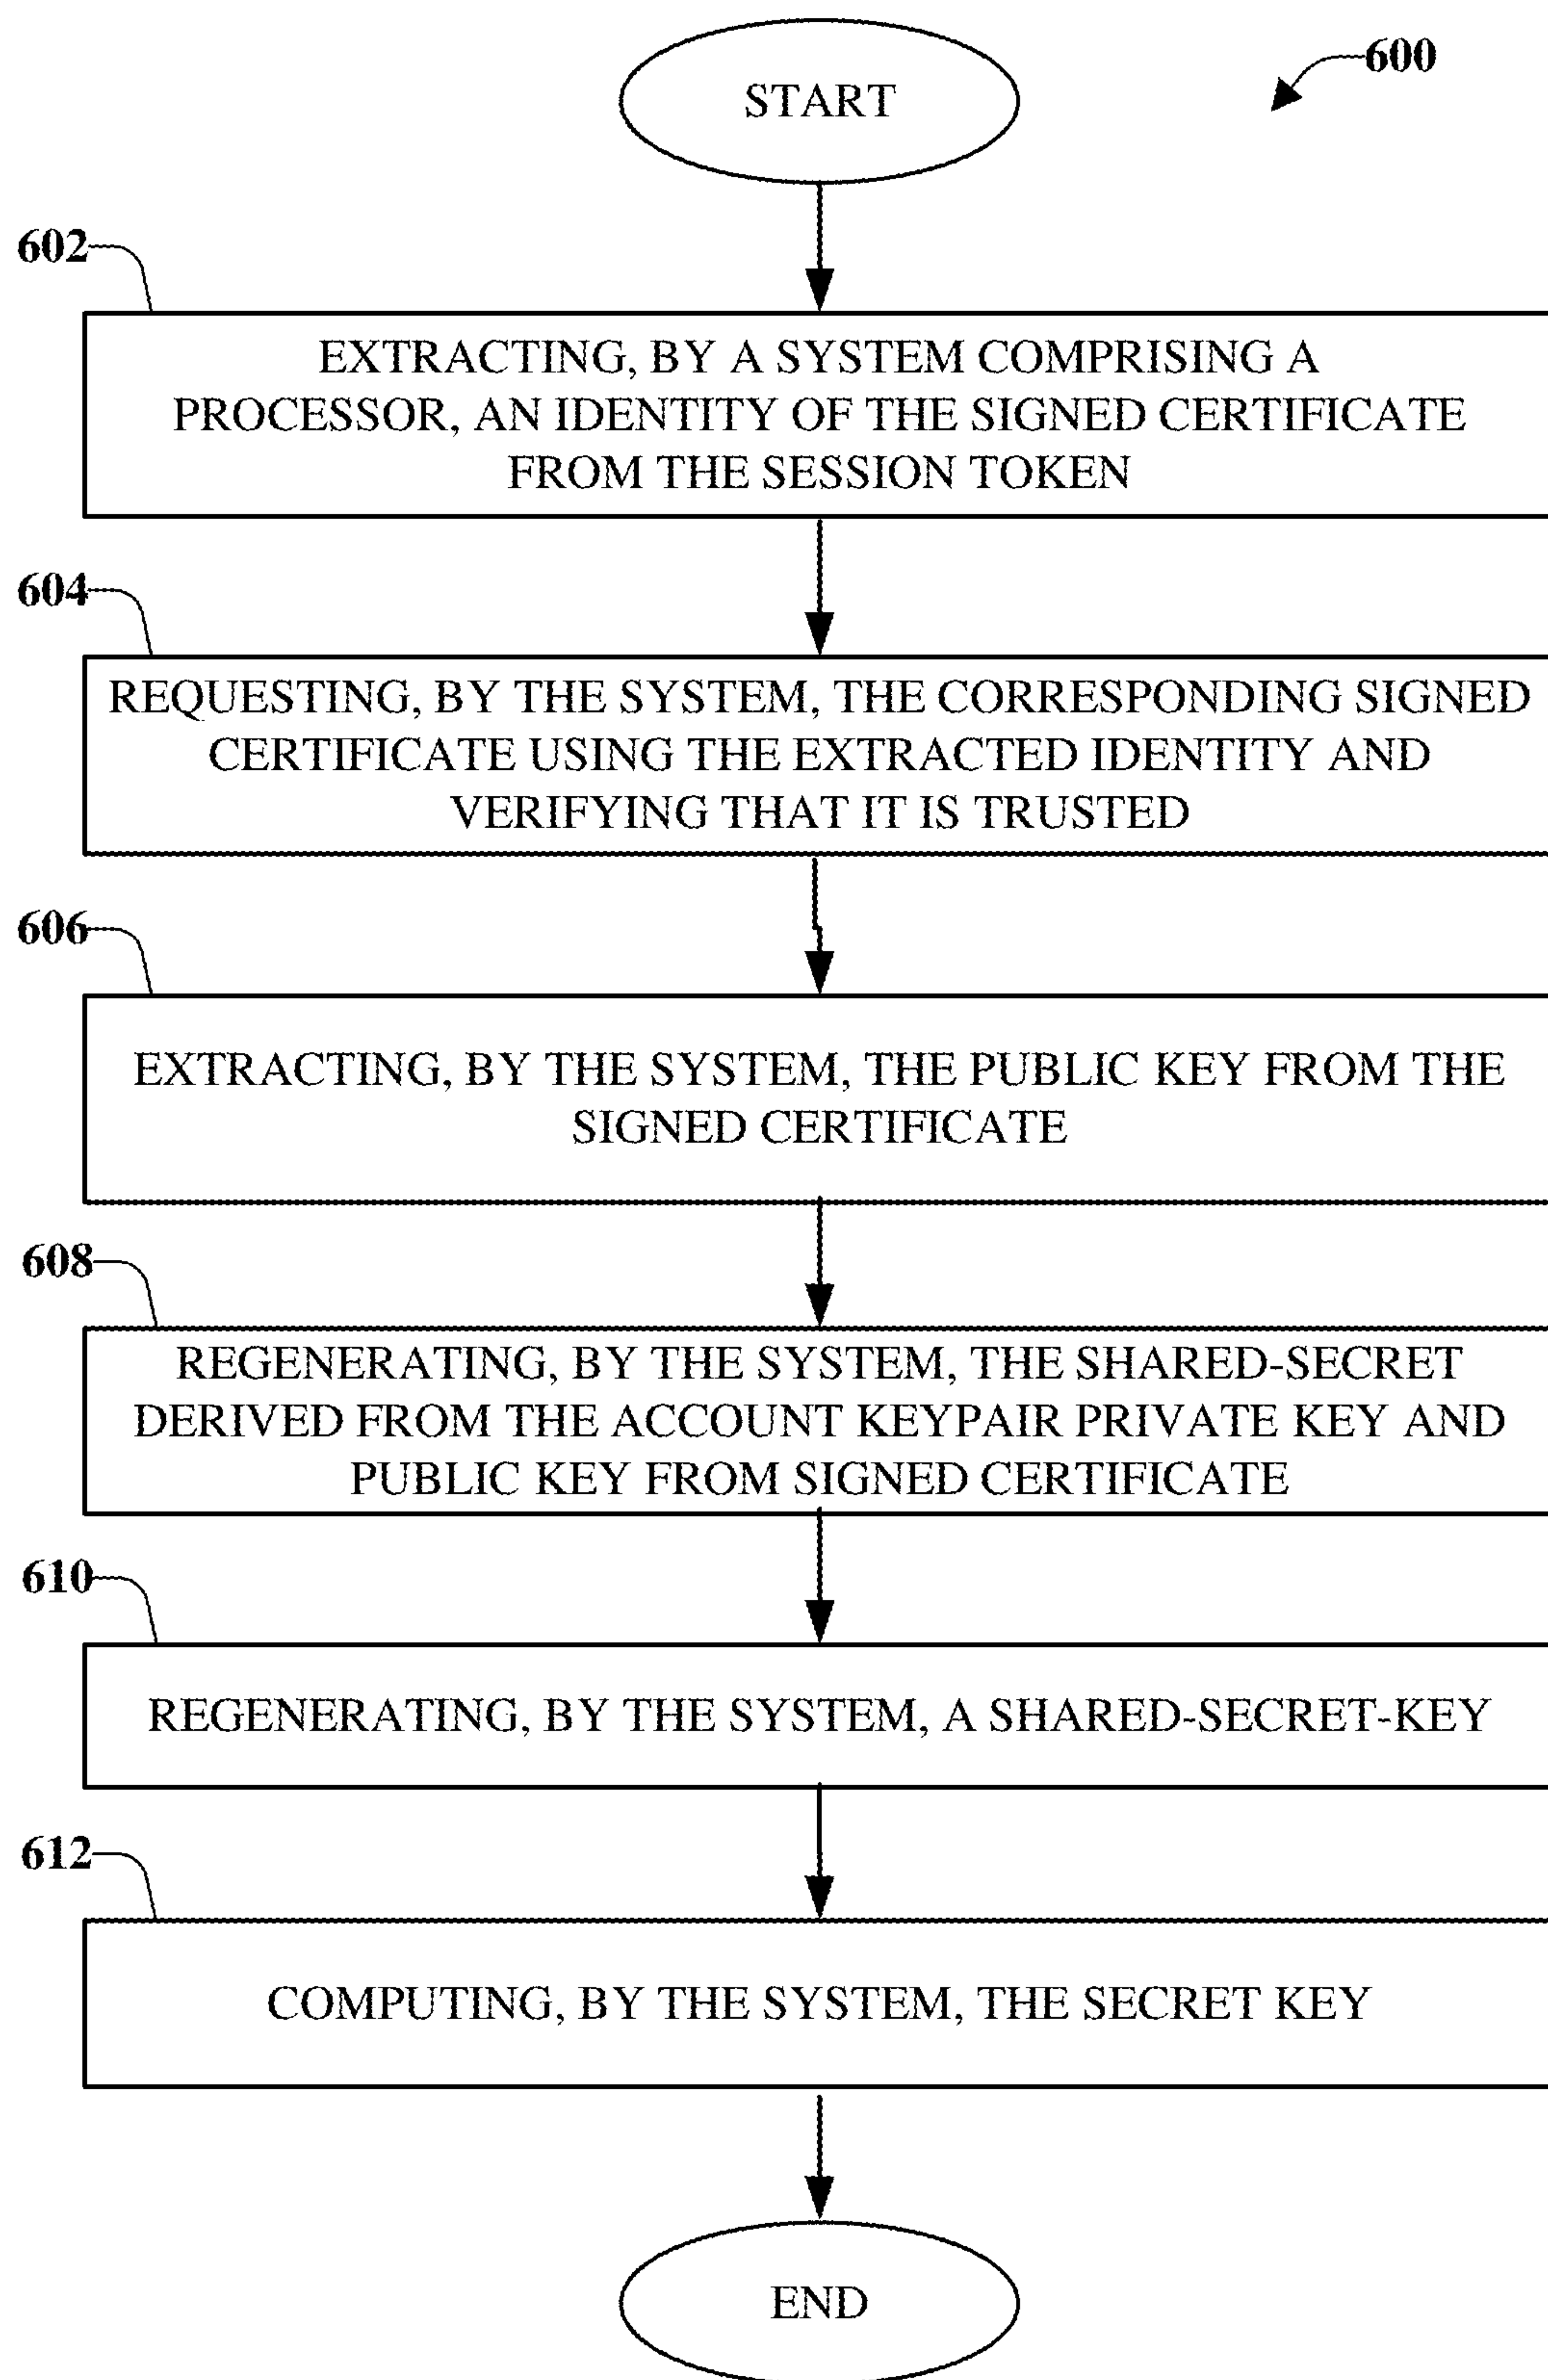 START
600
602
EXTRACTING, BY A SYSTEM COMPRISING A
PROCESSOR, AN IDENTITY OF THE SIGNED CERTIFICATE
FROM THE SESSION TOKEN
604
REQUESTING, BY THE SYSTEM, THE CORRESPONDING SIGNED
CERTIFICATE USING THE EXTRACTED IDENTITY AND
VERIFYING THAT IT IS TRUSTED
606
EXTRACTING, BY THE SYSTEM, THE PUBLIC KEY FROM THE
SIGNED CERTIFICATE
608
REGENERATING, BY THE SYSTEM, THE SHARED-SECRET
DERIVED FROM THE ACCOUNT KEYPAIR PRIVATE KEY AND
PUBLIC KEY FROM SIGNED CERTIFICATE
610
REGENERATING, BY THE SYSTEM, A SHARED-SECRET-KEY
612
COMPUTING, BY THE SYSTEM, THE SECRET KEY
END